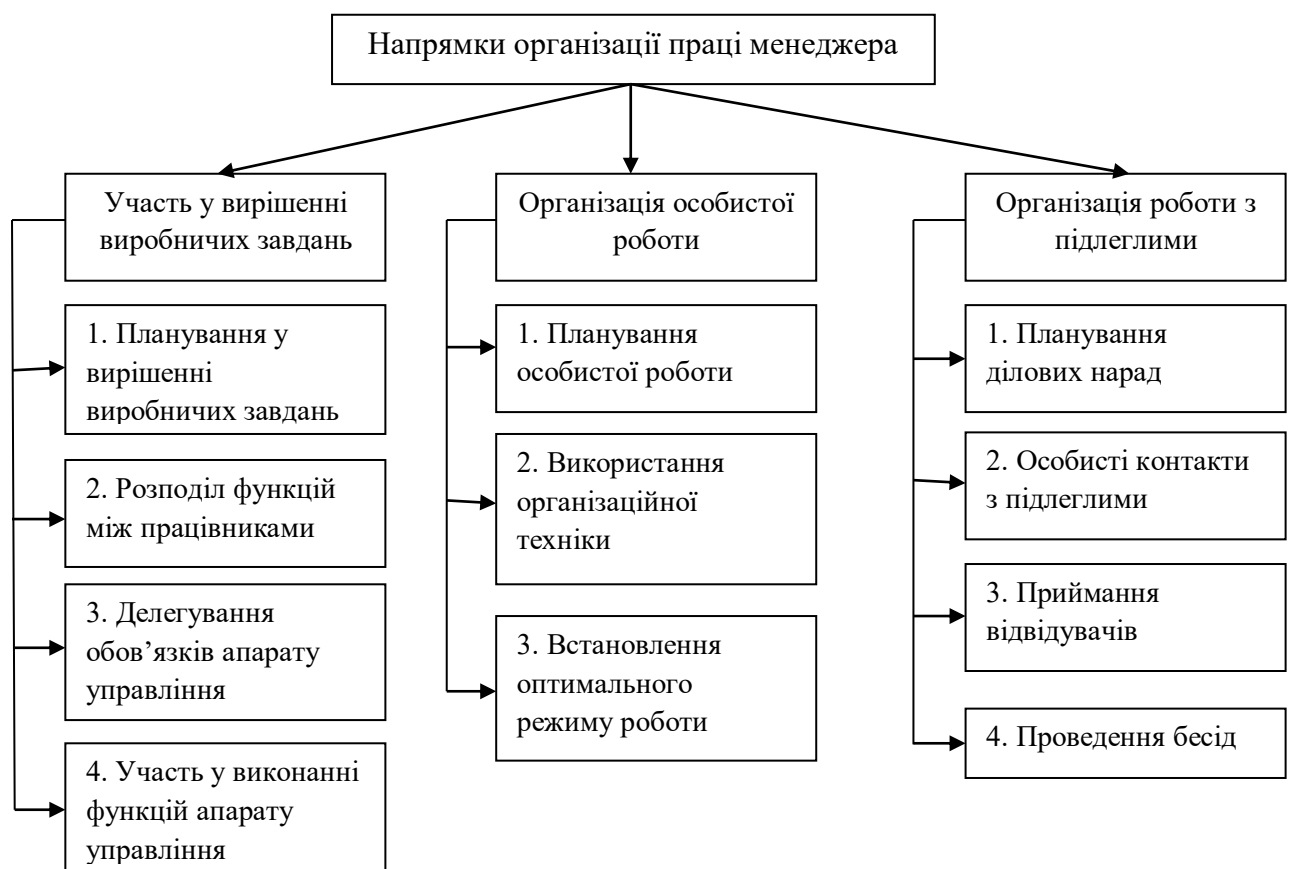 Напрямки організації праці менеджера
Участь у вирішенні
виробничих завдань
1. Планування у
вирішенні
виробничих завдань
2. Розподіл функцій
між працівниками
3. Делегування
обов’язків апарату
управління
4. Участь у виконанні
функцій апарату
управління
Організація особистої
роботи
1. Планування
особистої роботи
2. Використання
організаційної
техніки
3. Встановлення
оптимального
режиму роботи
Організація роботи з
підлеглими
1. Планування
ділових нарад
2. Особисті контакти
з підлеглими
3. Приймання
відвідувачів
4. Проведення бесід